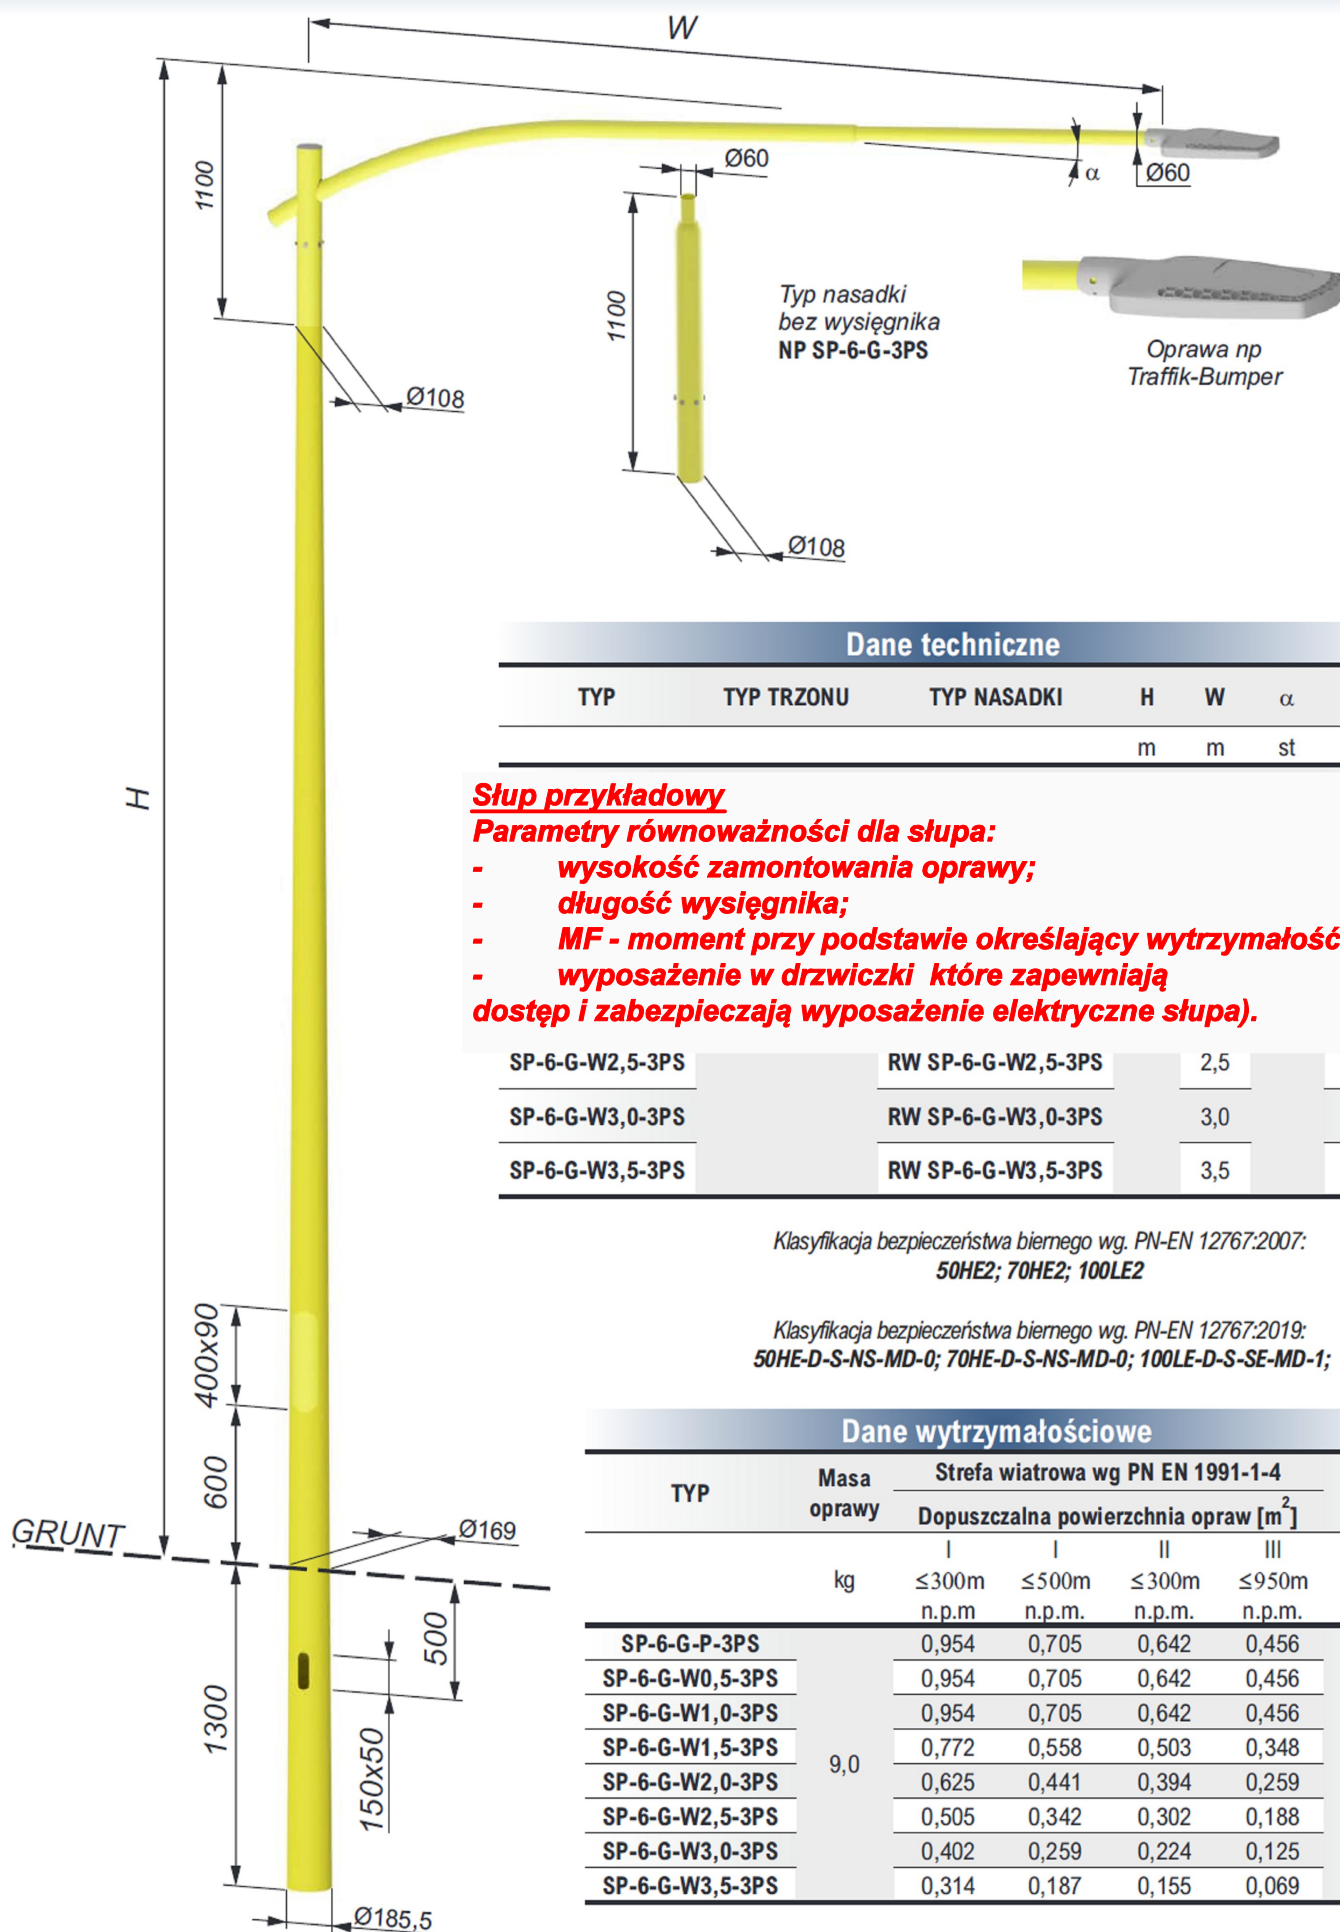 W
1100
Ø60
α
Ø60
1100
Typ nasadki
bez wysięgnika
NP SP-6-G-3PS
Oprawa np
Traffik-Bumper
Ø108
Ø108
H
Dane techniczne
TYP TYP TRZONU TYP NASADKI H W α
m m st
Słup przykładowy
Parametry równoważności dla słupa:
- wysokość zamontowania oprawy;
- długość wysięgnika;
- MF - moment przy podstawie określający wytrzymałość
- wyposażenie w drzwiczki które zapewniają
dostęp i zabezpieczają wyposażenie elektryczne słupa).
SP-6-G-W2,5-3PS RW SP-6-G-W2,5-3PS 2,5
SP-6-G-W3,0-3PS RW SP-6-G-W3,0-3PS 3,0
SP-6-G-W3,5-3PS RW SP-6-G-W3,5-3PS 3,5
Klasyfikacja bezpieczeństwa biernego wg. PN-EN 12767:2007:
50HE2; 70HE2; 100LE2
Klasyfikacja bezpieczeństwa biernego wg. PN-EN 12767:2019:
50HE-D-S-NS-MD-0; 70HE-D-S-NS-MD-0; 100LE-D-S-SE-MD-1;
400x90
600
GRUNT
Ø169
500
1300
150x50
Ø185,5
Dane wytrzymałościowe
TYP Masa oprawy Strefa wiatrowa wg PN EN 1991-1-4
Dopuszczalna powierzchnia opraw [m²]
I I II III
kg ≤300m ≤500m ≤300m ≤950m
n.p.m n.p.m. n.p.m. n.p.m.
SP-6-G-P-3PS 0,954 0,705 0,642 0,456
SP-6-G-W0,5-3PS 0,954 0,705 0,642 0,456
SP-6-G-W1,0-3PS 0,954 0,705 0,642 0,456
SP-6-G-W1,5-3PS 9,0 0,772 0,558 0,503 0,348
SP-6-G-W2,0-3PS 0,625 0,441 0,394 0,259
SP-6-G-W2,5-3PS 0,505 0,342 0,302 0,188
SP-6-G-W3,0-3PS 0,402 0,259 0,224 0,125
SP-6-G-W3,5-3PS 0,314 0,187 0,155 0,069